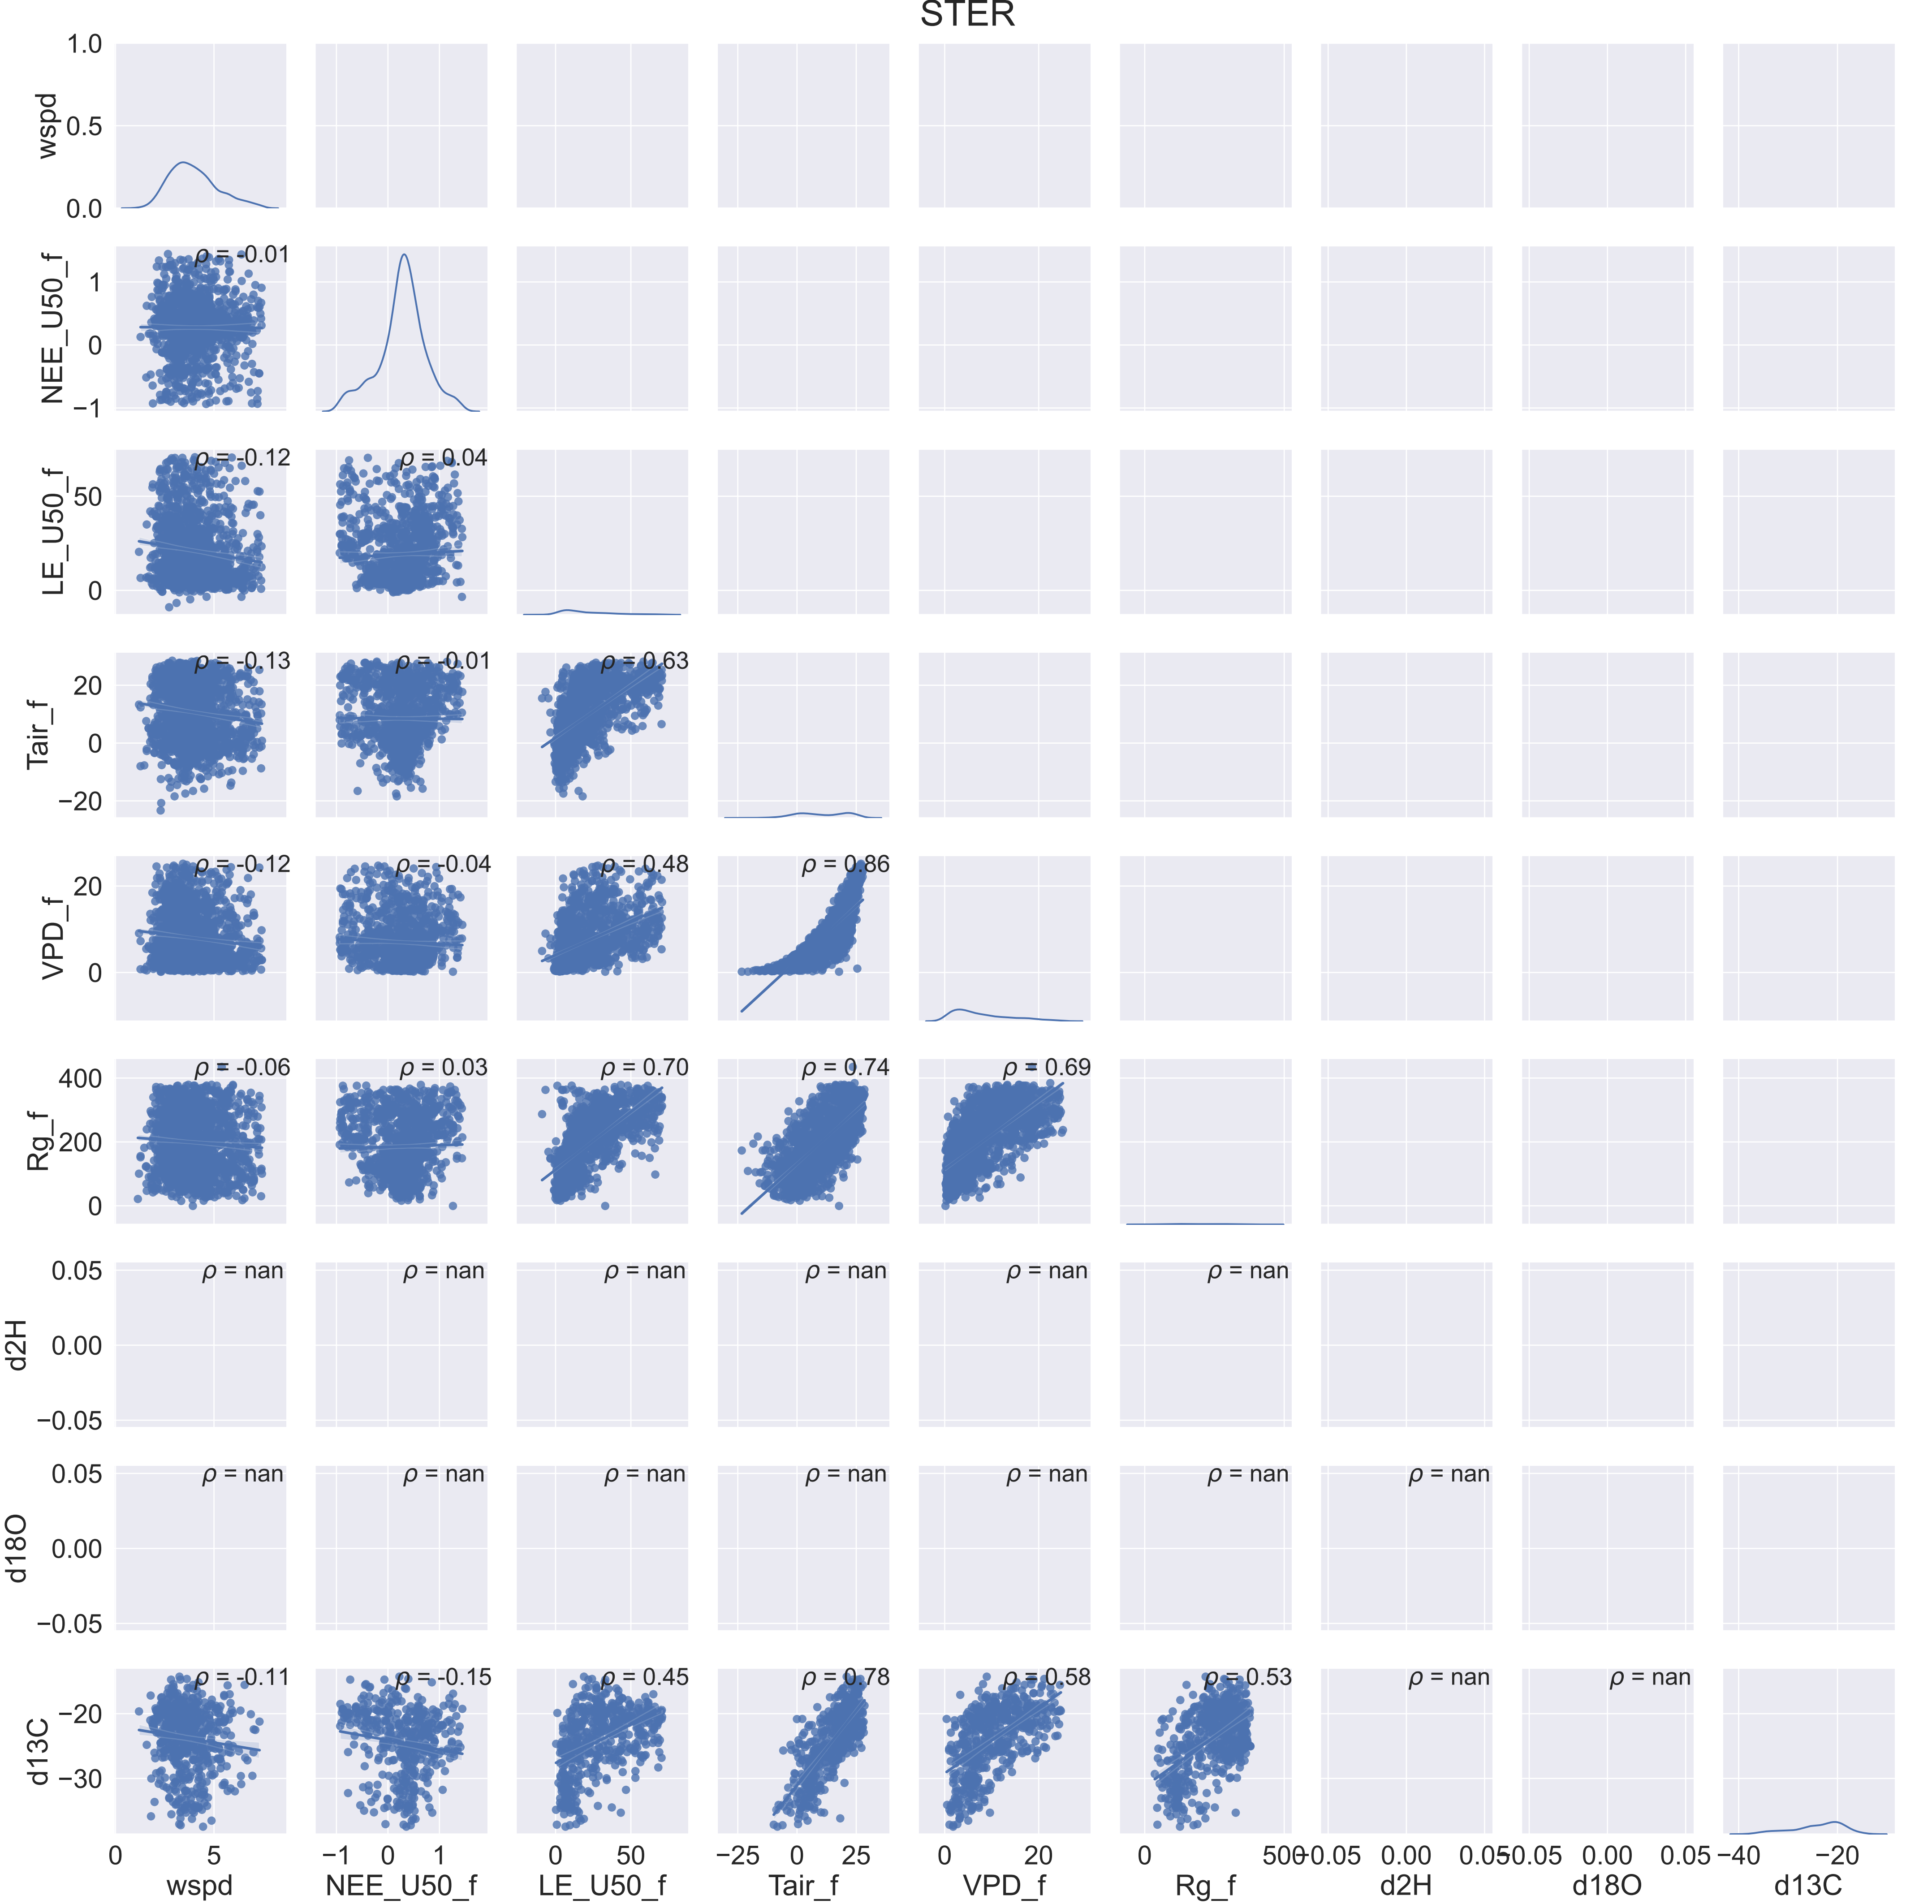 STER
1.0
0.5
0.0
wspd
ρ = -0.01
1
0
−1
NEE_U50_f
ρ = -0.12
ρ = 0.04
50
0
LE_U50_f
ρ = -0.13
ρ = -0.01
ρ = 0.63
20
0
−20
Tair_f
ρ = -0.12
ρ = -0.04
ρ = 0.48
ρ = 0.86
20
0
VPD_f
ρ = -0.06
ρ = 0.03
ρ = 0.70
ρ = 0.74
ρ = 0.69
400
200
0
Rg_f
ρ = nan
ρ = nan
ρ = nan
ρ = nan
ρ = nan
ρ = nan
0.05
0.00
−0.05
d2H
ρ = nan
ρ = nan
ρ = nan
ρ = nan
ρ = nan
ρ = nan
ρ = nan
0.05
0.00
−0.05
d18O
ρ = -0.11
ρ = -0.15
ρ = 0.45
ρ = 0.78
ρ = 0.58
ρ = 0.53
ρ = nan
ρ = nan
−20
−30
d13C
0 5
−1 0 1
0 50
−25 0 25
0 20
0 500
−0.05 0.00 0.05
−0.05 0.00 0.05
−40 −20
wspd
NEE_U50_f
LE_U50_f
Tair_f
VPD_f
Rg_f
d2H
d18O
d13C